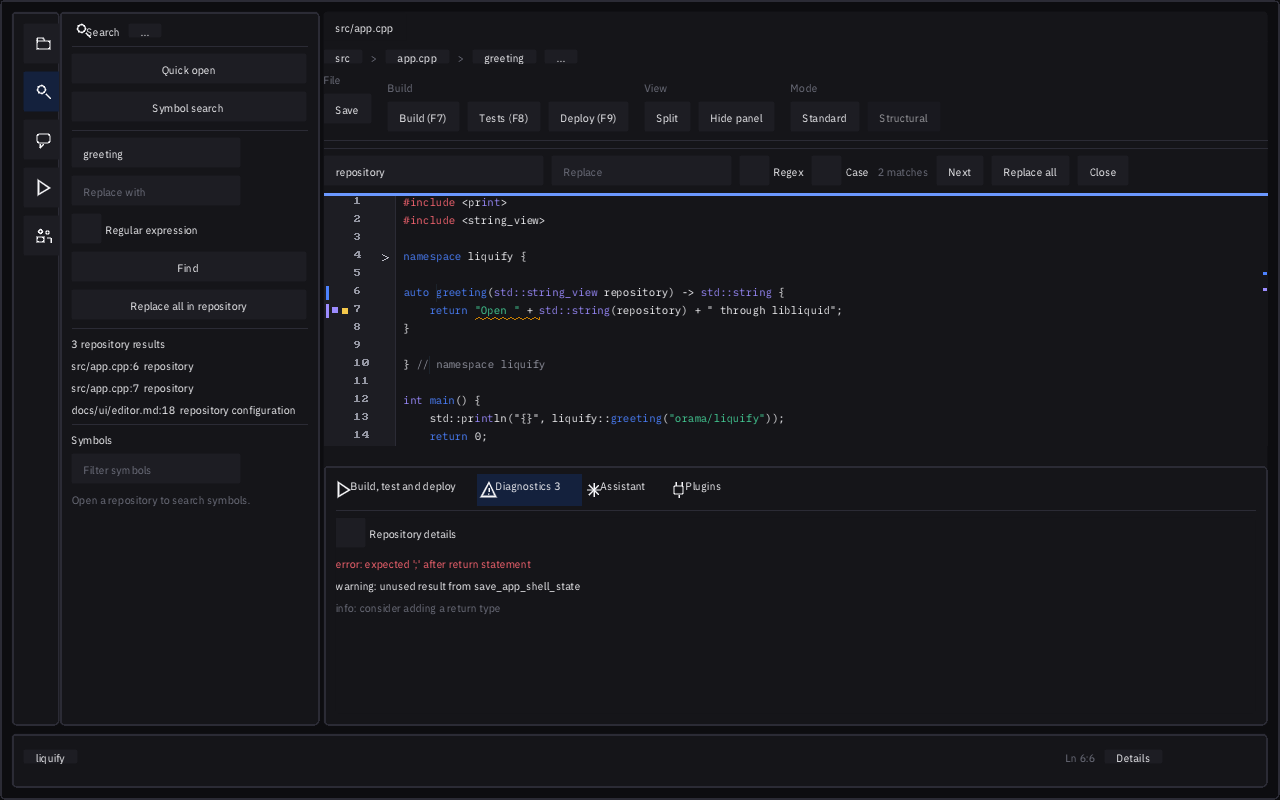 Search ...
Quick open
Symbol search
greeting
Replace with
Regular expression
Find
Replace all in repository
3 repository results
src/app.cpp:6 repository
src/app.cpp:7 repository
docs/ui/editor.md:18 repository configuration
Symbols
Filter symbols
Open a repository to search symbols.
src/app.cpp
src > app.cpp > greeting ...
File Build View Mode
Save Build (F7) Tests (F8) Deploy (F9) Split Hide panel Standard Structural
repository Replace Regex Case 2 matches Next Replace all Close
1 #include <print>
2 #include <string_view>
3
4 > namespace liquify {
5
6 auto greeting(std::string_view repository) -> std::string {
7 return "Open " + std::string(repository) + " through libliquid";
8 }
9
10 } // namespace liquify
11
12 int main() {
13 std::println("{}", liquify::greeting("orama/liquify"));
14 return 0;
Build, test and deploy Diagnostics 3 Assistant Plugins
Repository details
error: expected ';' after return statement
warning: unused result from save_app_shell_state
info: consider adding a return type
liquify Ln 6:6 Details